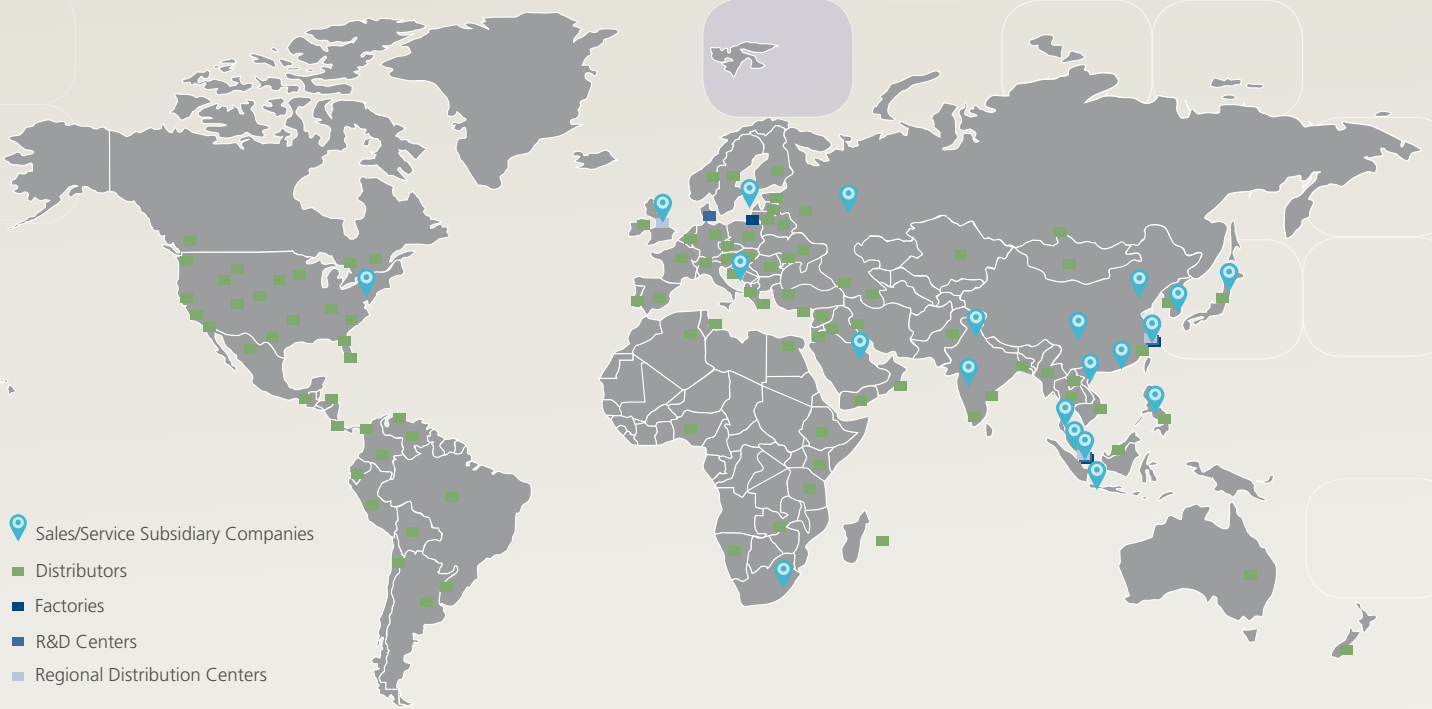 Sales/Service Subsidiary Companies
Distributors
Factories
R&D Centers
Regional Distribution Centers